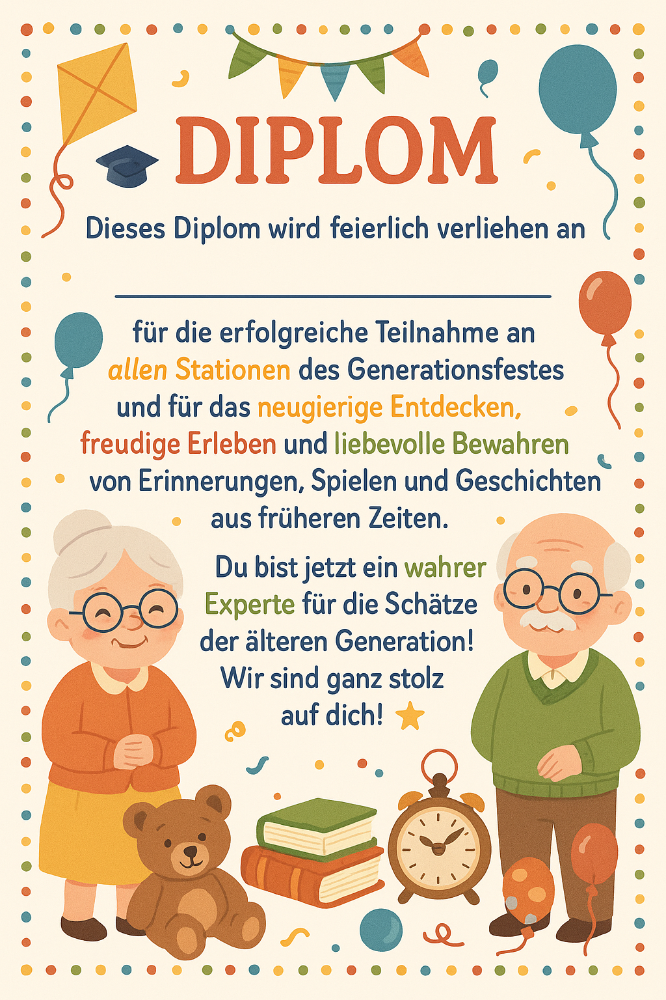 DIPLOM
Dieses Diplom wird feierlich verliehen an
für die erfolgreiche Teilnahme an
allen Stationen des Generationsfestes
und für das neugierige Entdecken,
freudige Erleben und liebevolle Bewahren
von Erinnerungen, Spielen und Geschichten
aus früheren Zeiten.
Du bist jetzt ein wahrer
Experte für die Schätze
der älteren Generation!
Wir sind ganz stolz
auf dich!